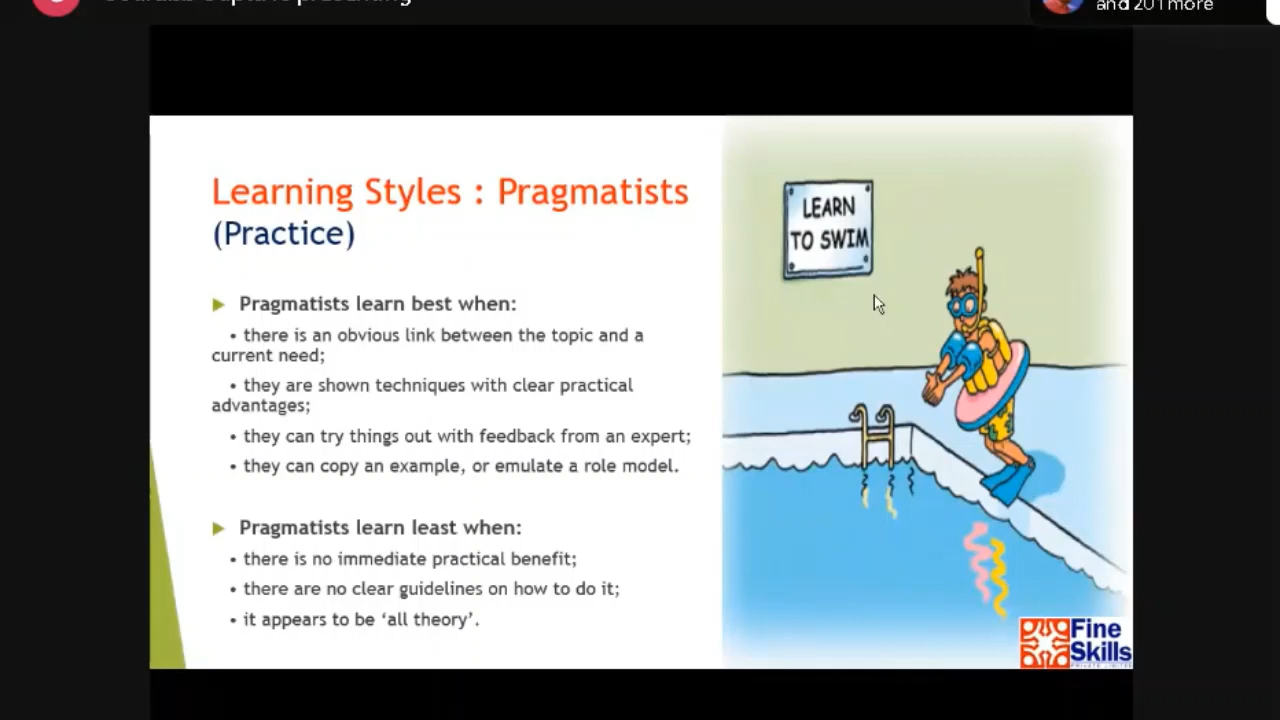 and 201 more
Learning Styles : Pragmatists
(Practice)
Pragmatists learn best when:
• there is an obvious link between the topic and a
current need;
• they are shown techniques with clear practical
advantages;
• they can try things out with feedback from an expert;
• they can copy an example, or emulate a role model.
Pragmatists learn least when:
• there is no immediate practical benefit;
• there are no clear guidelines on how to do it;
• it appears to be ‘all theory’.
LEARN
TO SWIM
Fine
Skills
PRIVATE LIMITED